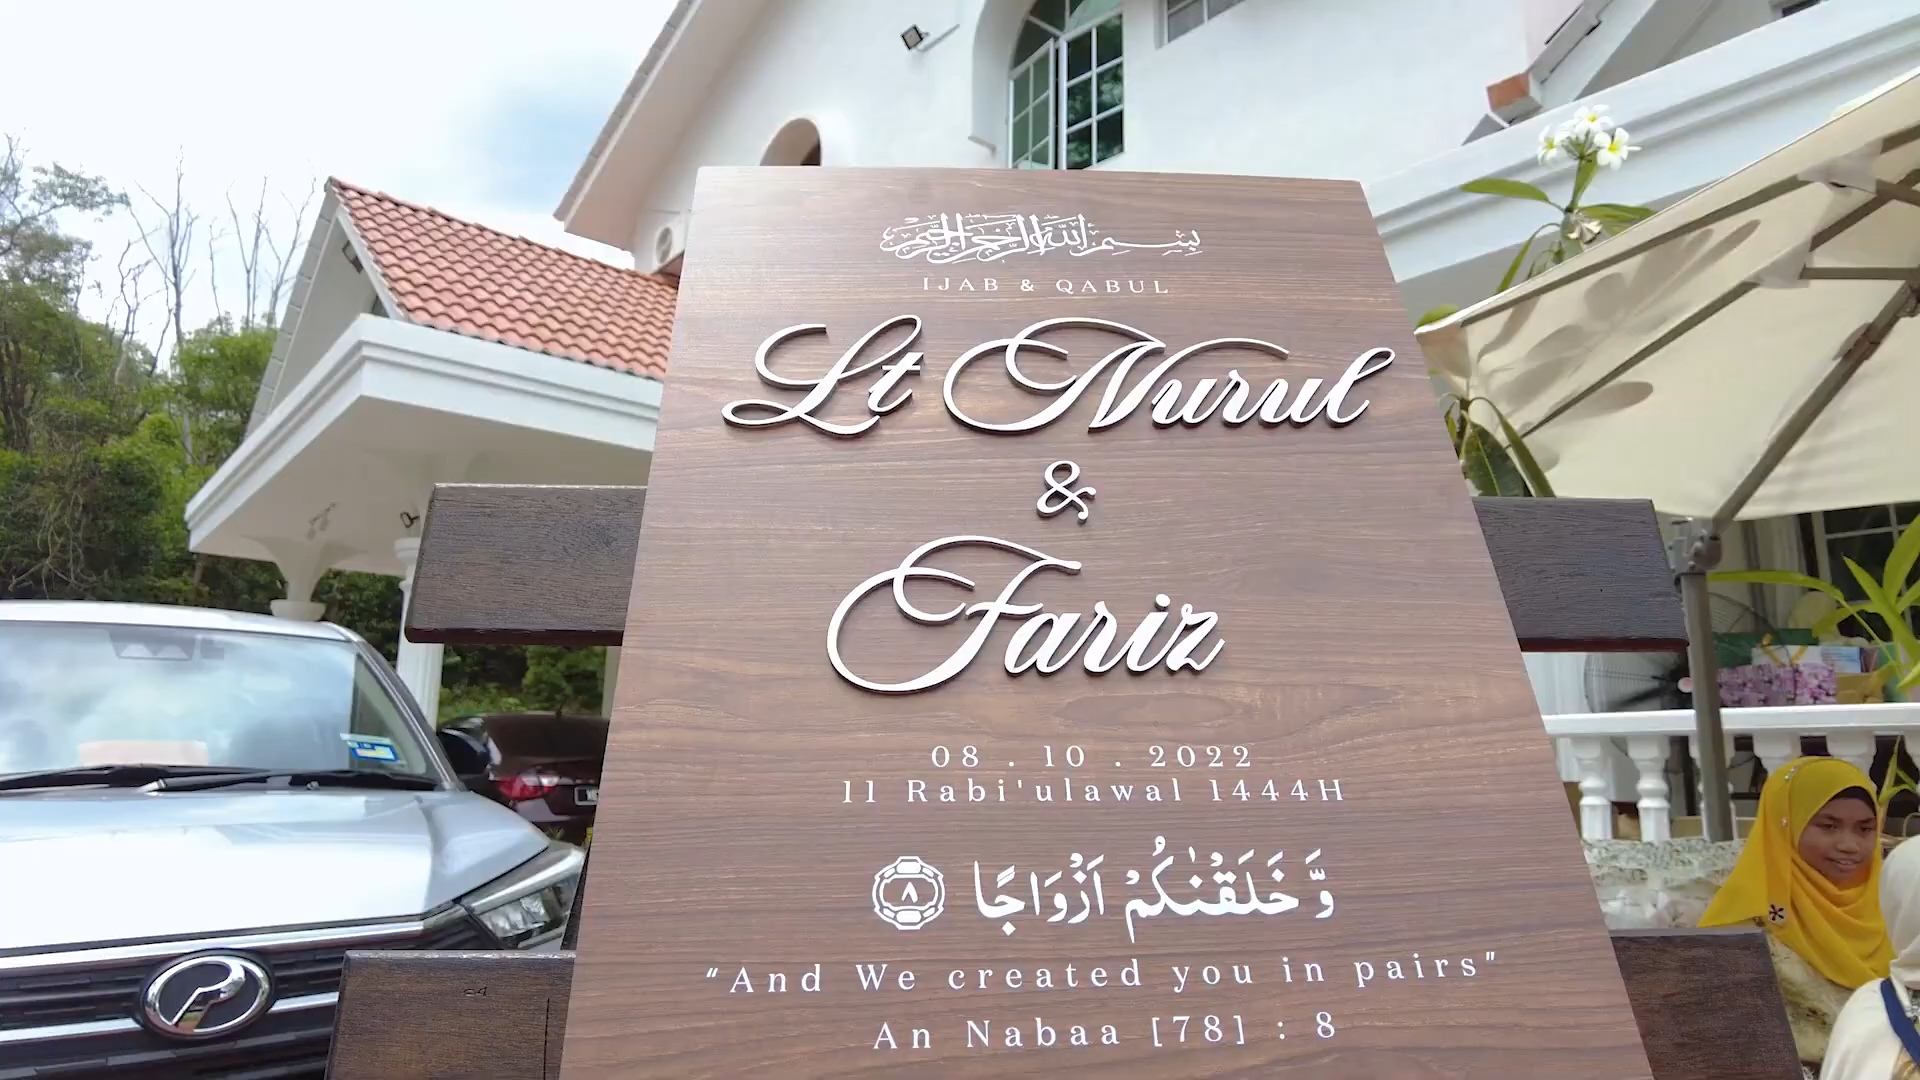 بِسْمِ اللَّهِ الرَّحْمَنِ الرَّحِيمِ
IJAB & QABUL
Lt Nurul
&
Fariz
08 . 10 . 2022
11 Rabi'ulawal 1444H
وَّ خَلَقْنٰكُمْ اَزْوَاجًا ٨
“And We created you in pairs”
An Nabaa [78] : 8